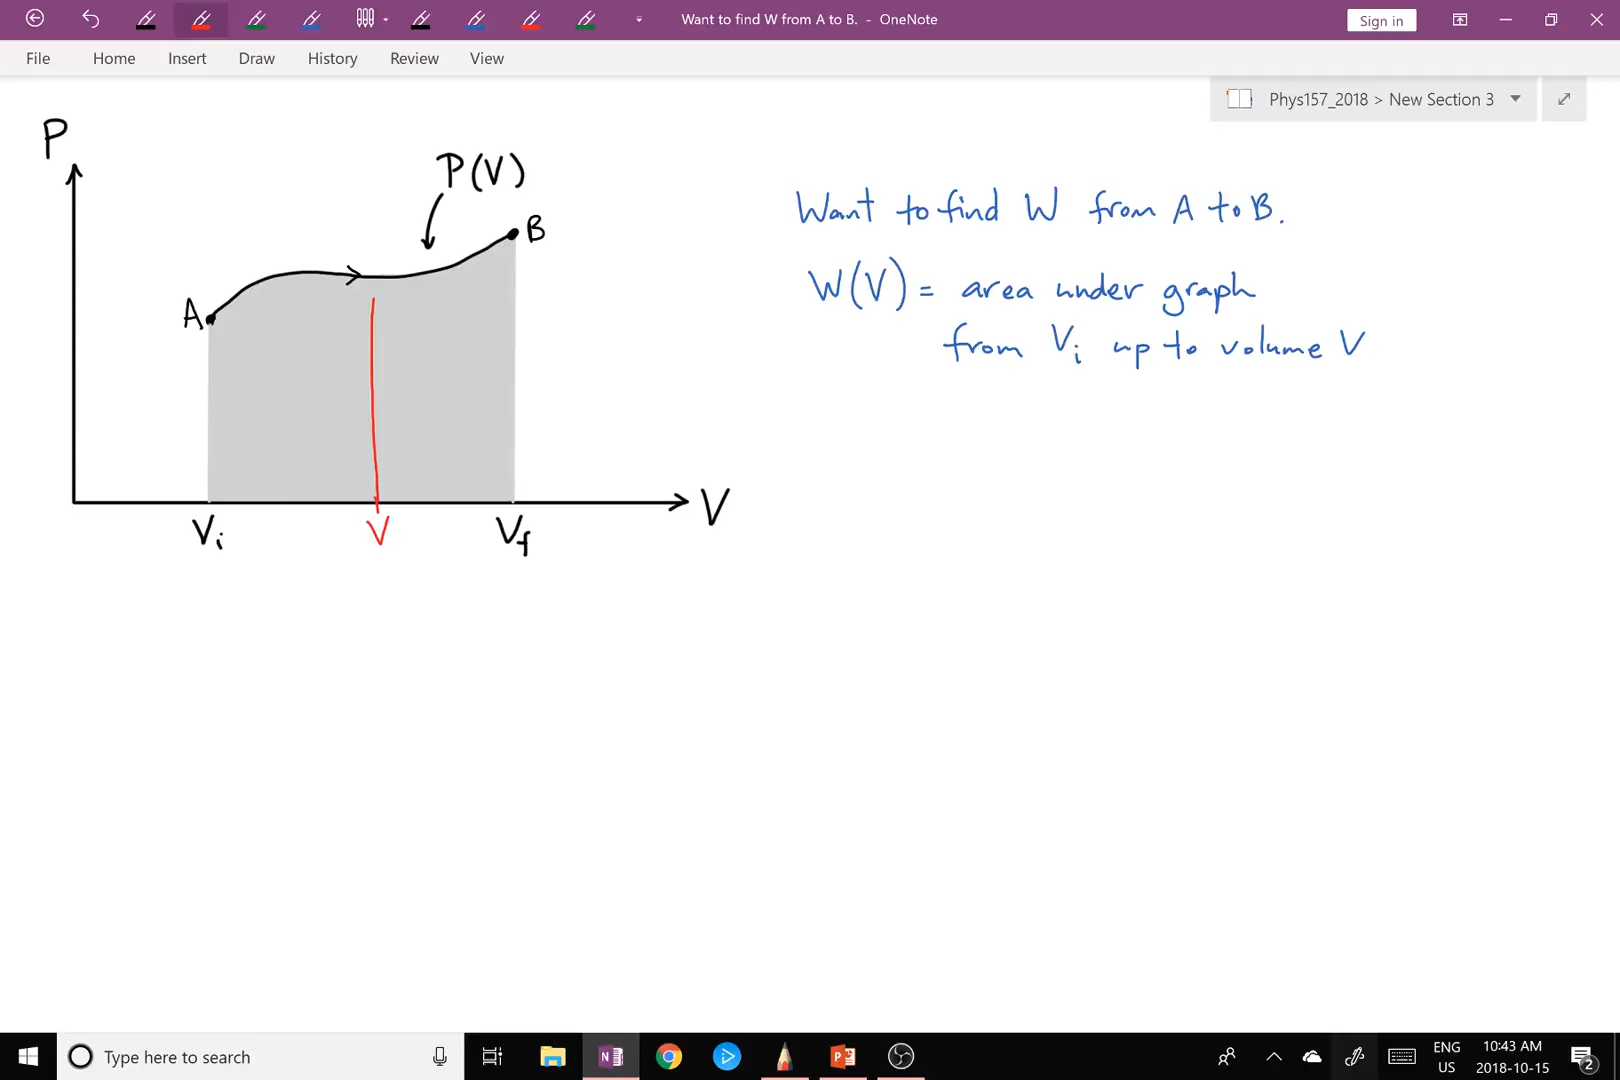 Want to find W from A to B. - OneNote
Sign in
File Home Insert Draw History Review View
Phys157_2018 > New Section 3
P
P(V)
B
A
V
Vi
V
Vf
Want to find W from A to B.
W(V) = area under graph
from Vi up to volume V
Type here to search
N
P
ENG
US
10:43 AM
2018-10-15
2